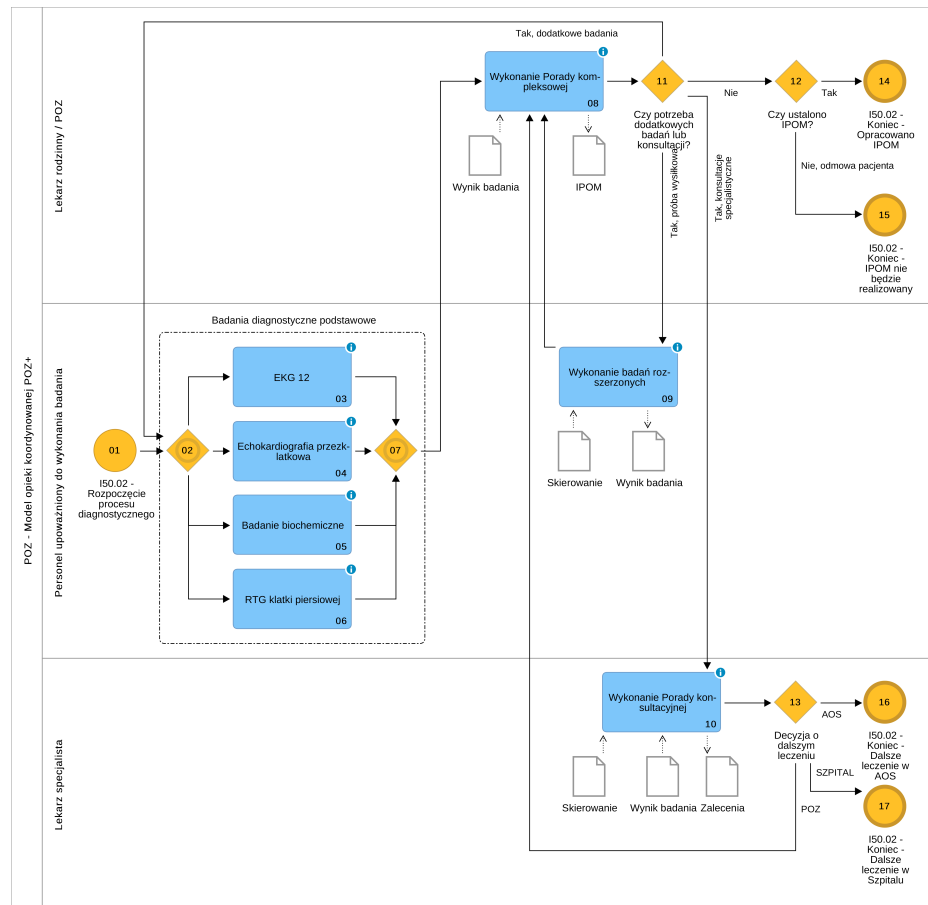 POZ - Model opieki koordynowanej POZ+
Lekarz rodzinny / POZ
Tak, dodatkowe badania
Wykonanie Porady kom-
pleksowej
08
i
Wynik badania
IPOM
11
Czy potrzeba
dodatkowych
badań lub
konsultacji?
Nie
12
Czy ustalono
IPOM?
Tak
14
I50.02 -
Koniec -
Opracowano
IPOM
Nie, odmowa pacjenta
15
I50.02 -
Koniec -
IPOM nie
będzie
realizowany
Tak, próba wysiłkowa
Tak, konsultacje
specjalistyczne
Personel upoważniony do wykonania badania
Badania diagnostyczne podstawowe
01
I50.02 -
Rozpoczęcie
procesu
diagnostycznego
02
EKG 12
03
i
Echokardiografia przezk-
latkowa
04
i
Badanie biochemiczne
05
i
RTG klatki piersiowej
06
i
07
Wykonanie badań roz-
szerzonych
09
i
Skierowanie
Wynik badania
Lekarz specjalista
Wykonanie Porady kon-
sultacyjnej
10
i
Skierowanie
Wynik badania
Zalecenia
13
Decyzja o
dalszym
leczeniu
AOS
16
I50.02 -
Koniec -
Dalsze
leczenie w
AOS
SZPITAL
POZ
17
I50.02 -
Koniec -
Dalsze
leczenie w
Szpitalu